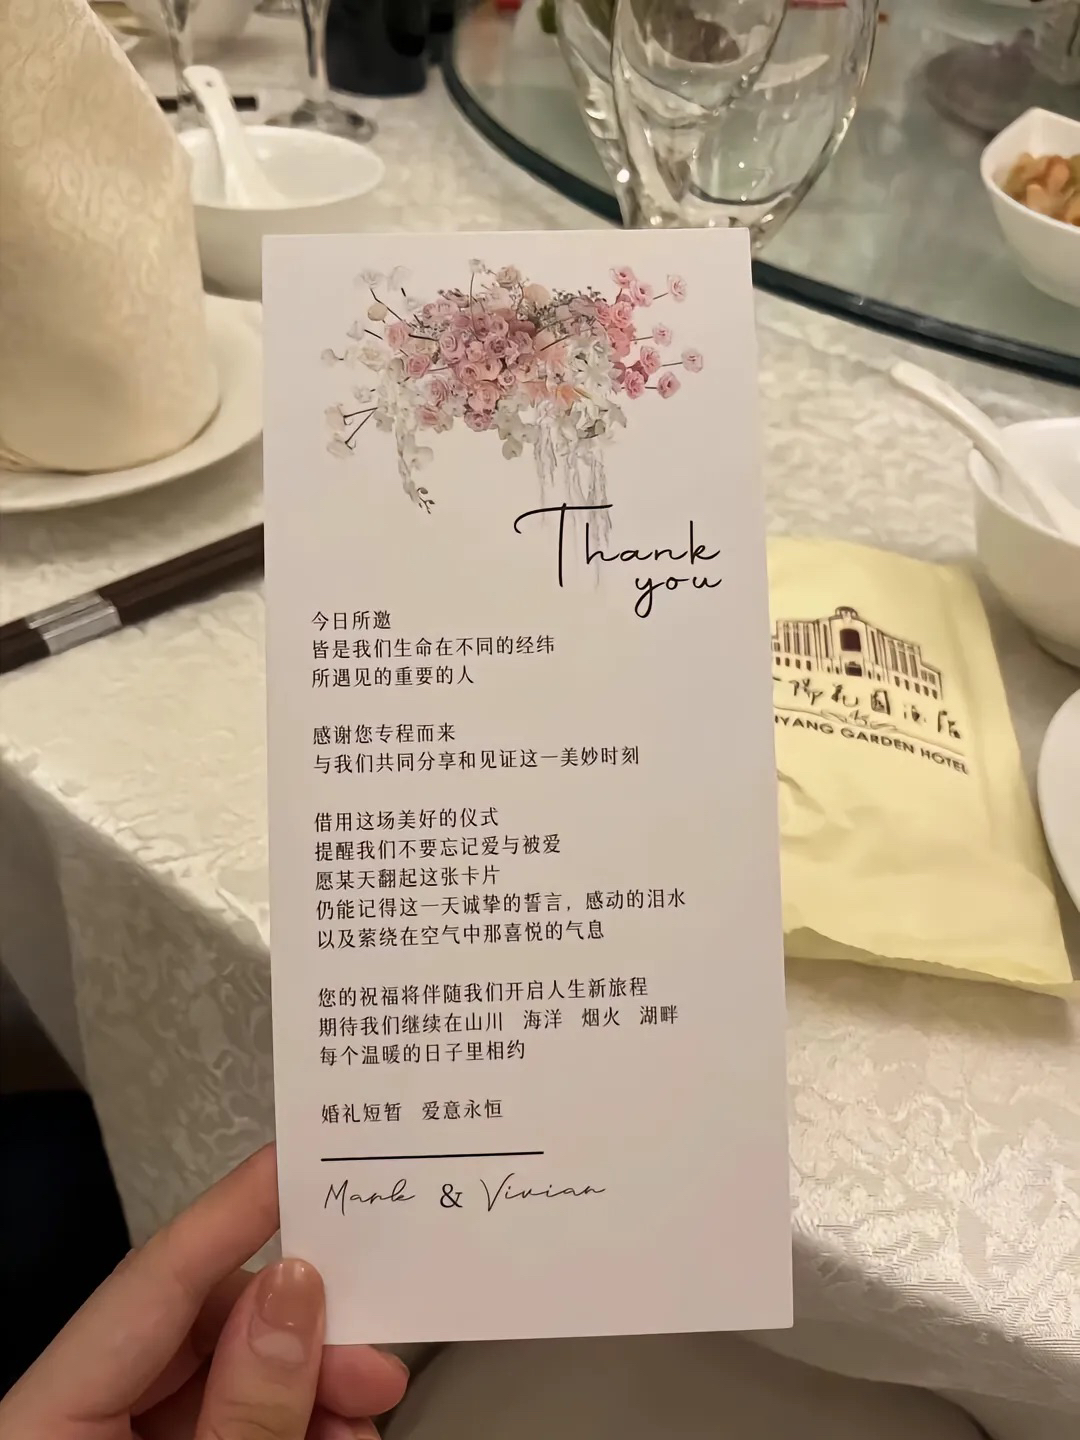 Thank
you
今日所邀
皆是我们生命在不同的经纬
所遇见的重要的人
感谢您专程而来
与我们共同分享和见证这一美妙时刻
借用这场美好的仪式
提醒我们不要忘记爱与被爱
愿某天翻起这张卡片
仍能记得这一天诚挚的誓言，感动的泪水
以及萦绕在空气中那喜悦的气息
您的祝福将伴随我们开启人生新旅程
期待我们继续在山川 海洋 烟火 湖畔
每个温暖的日子里相约
婚礼短暂 爱意永恒
Mark & Vivian
花園酒店
YANG GARDEN HOTEL